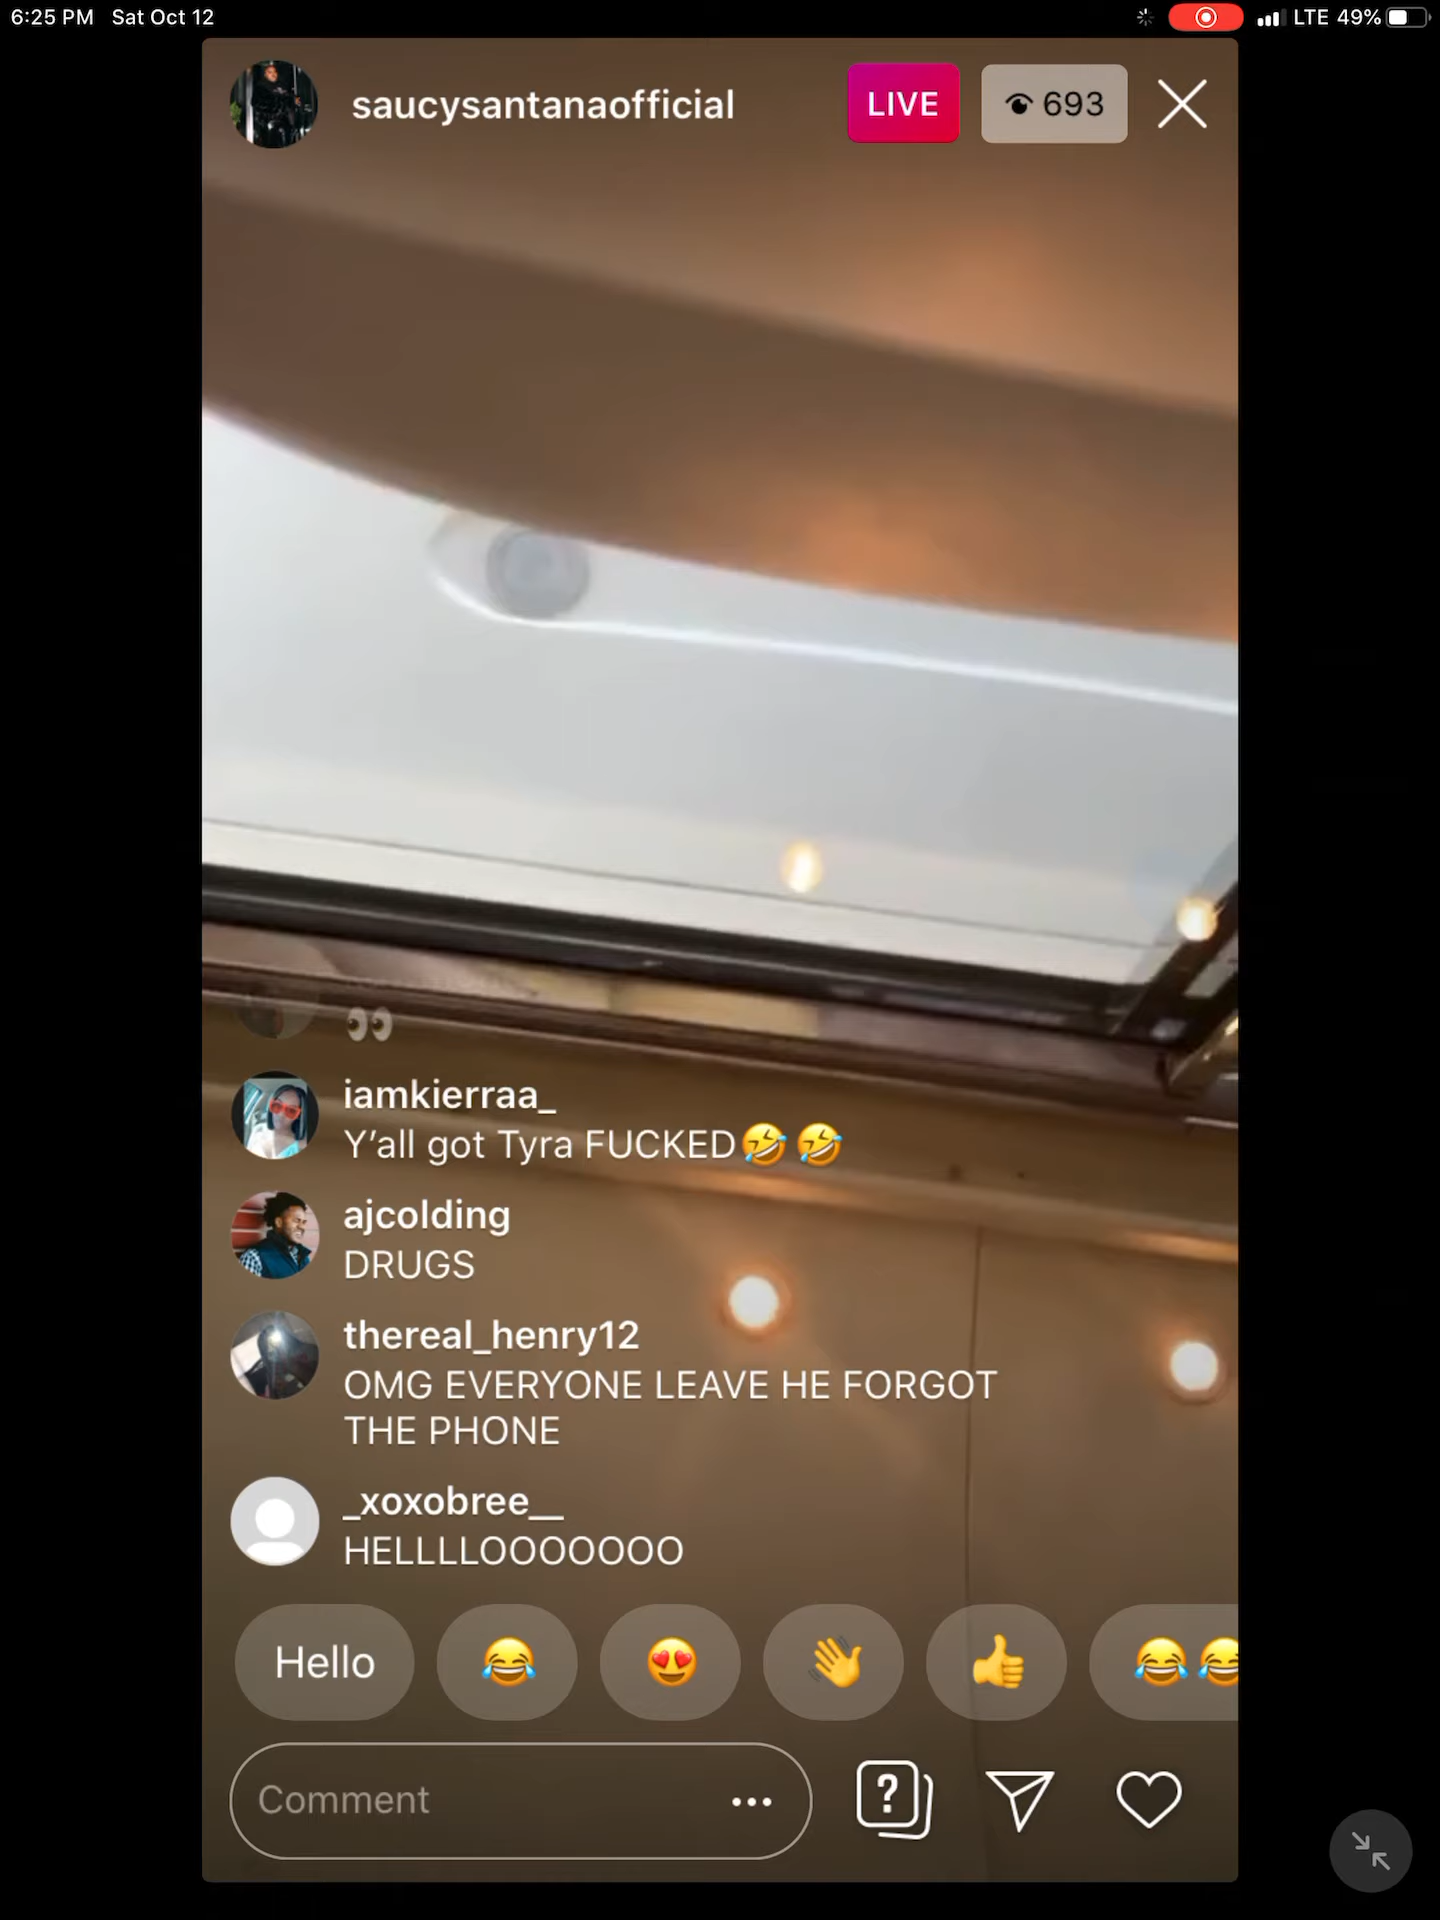 6:25 PM Sat Oct 12 LTE 49%
saucysantanaofficial LIVE 693
👀
iamkierraa_
Y’all got Tyra FUCKED🤣🤣
ajcolding
DRUGS
thereal_henry12
OMG EVERYONE LEAVE HE FORGOT
THE PHONE
_xoxobree__
HELLLLOOOOOOO
Hello 😂 😍 👋 👍 😂😂
Comment